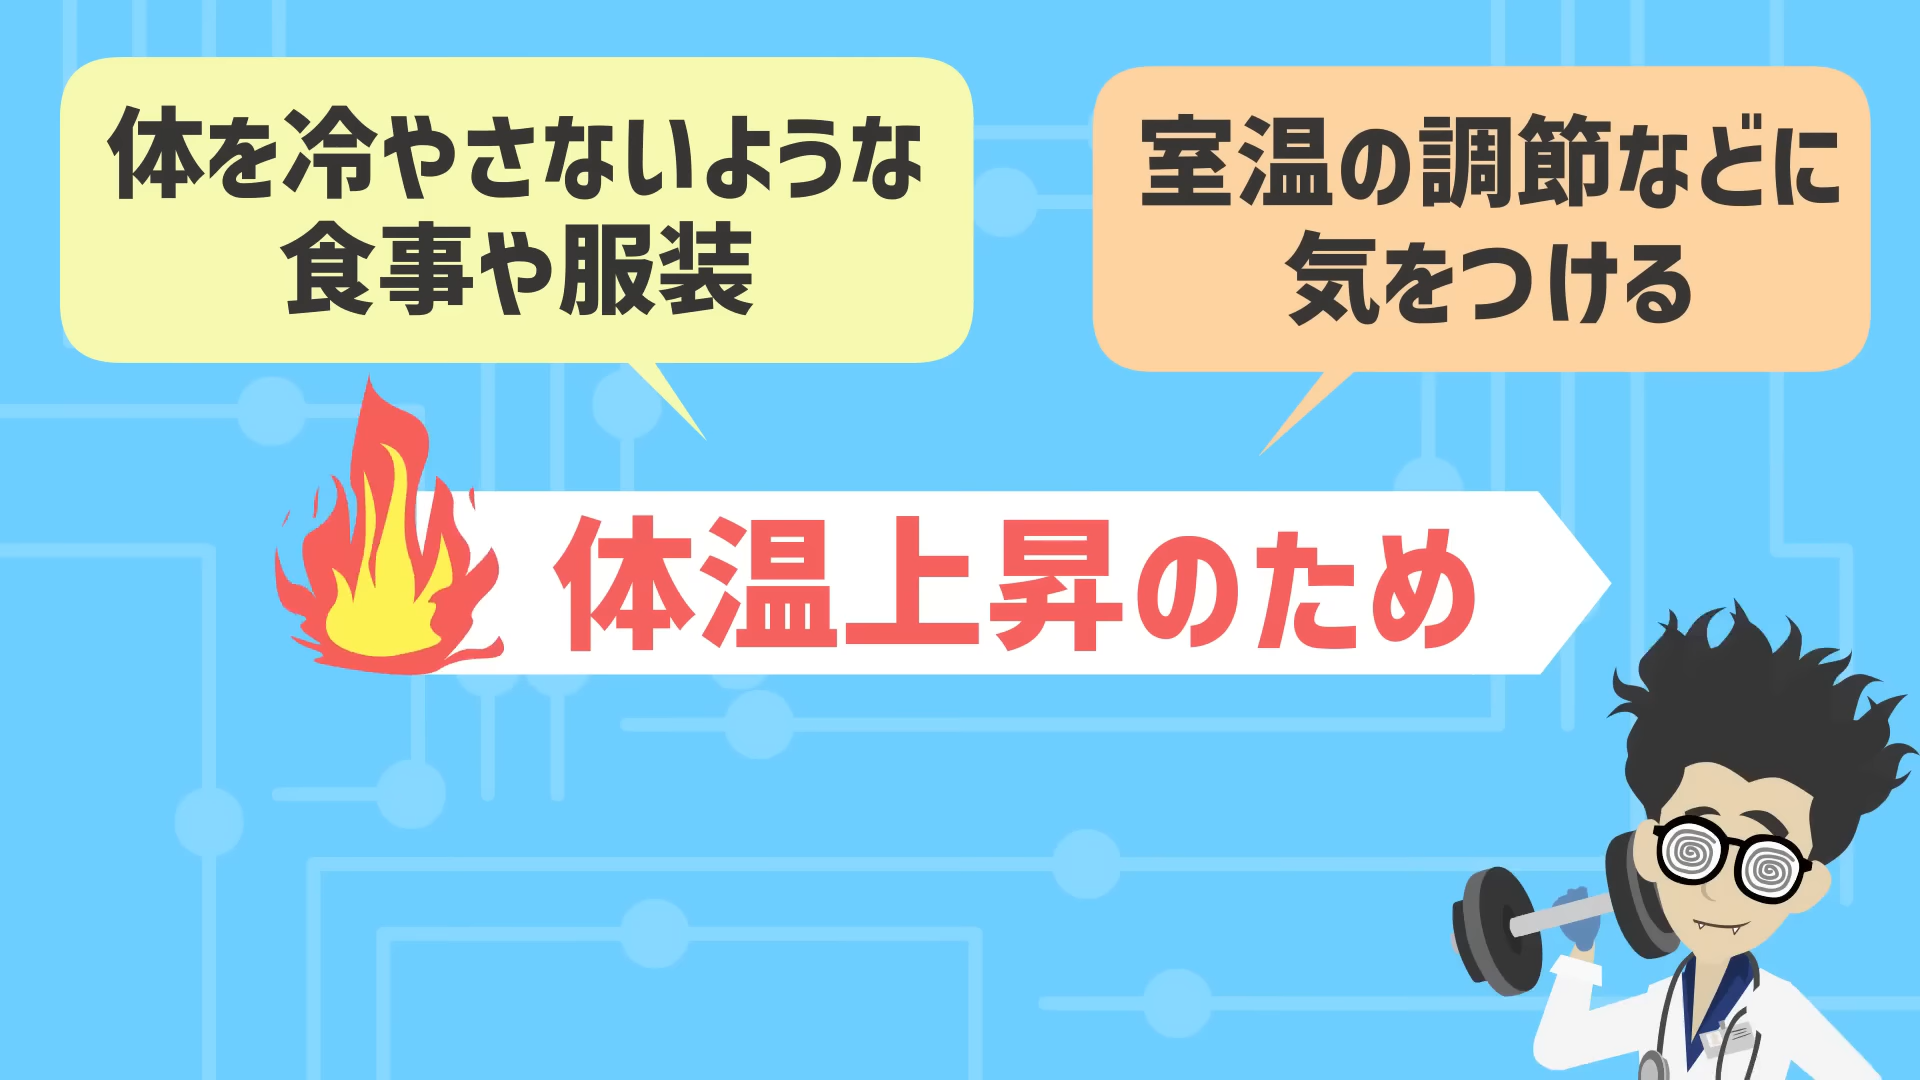 体を冷やさないような
食事や服装
室温の調節などに
気をつける
体温上昇のため